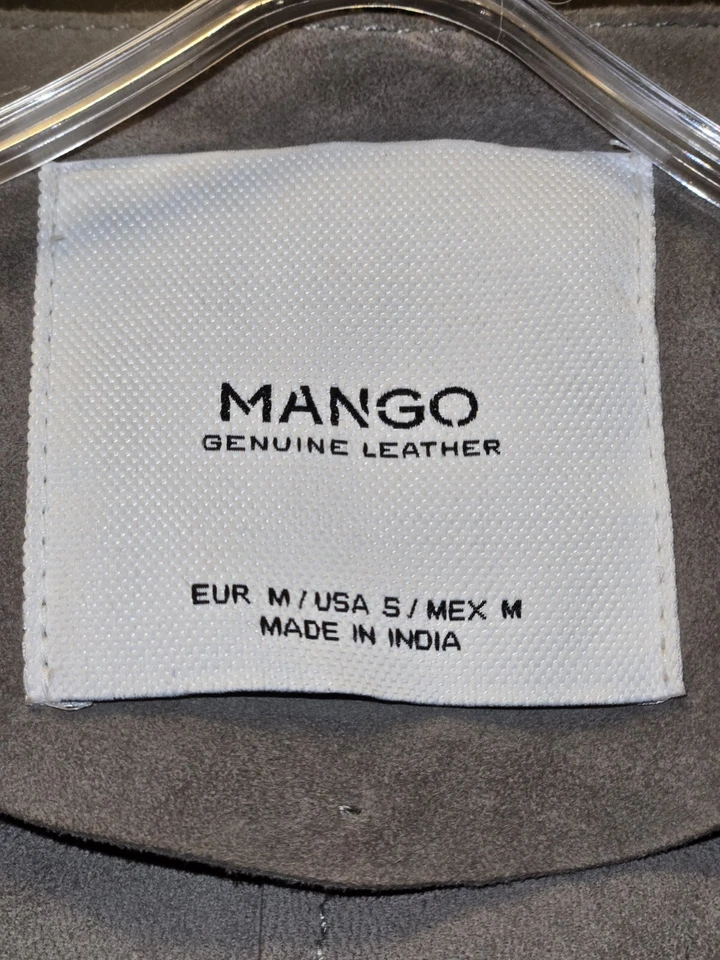 MANGO
GENUINE LEATHER
EUR M / USA S / MEX M
MADE IN INDIA